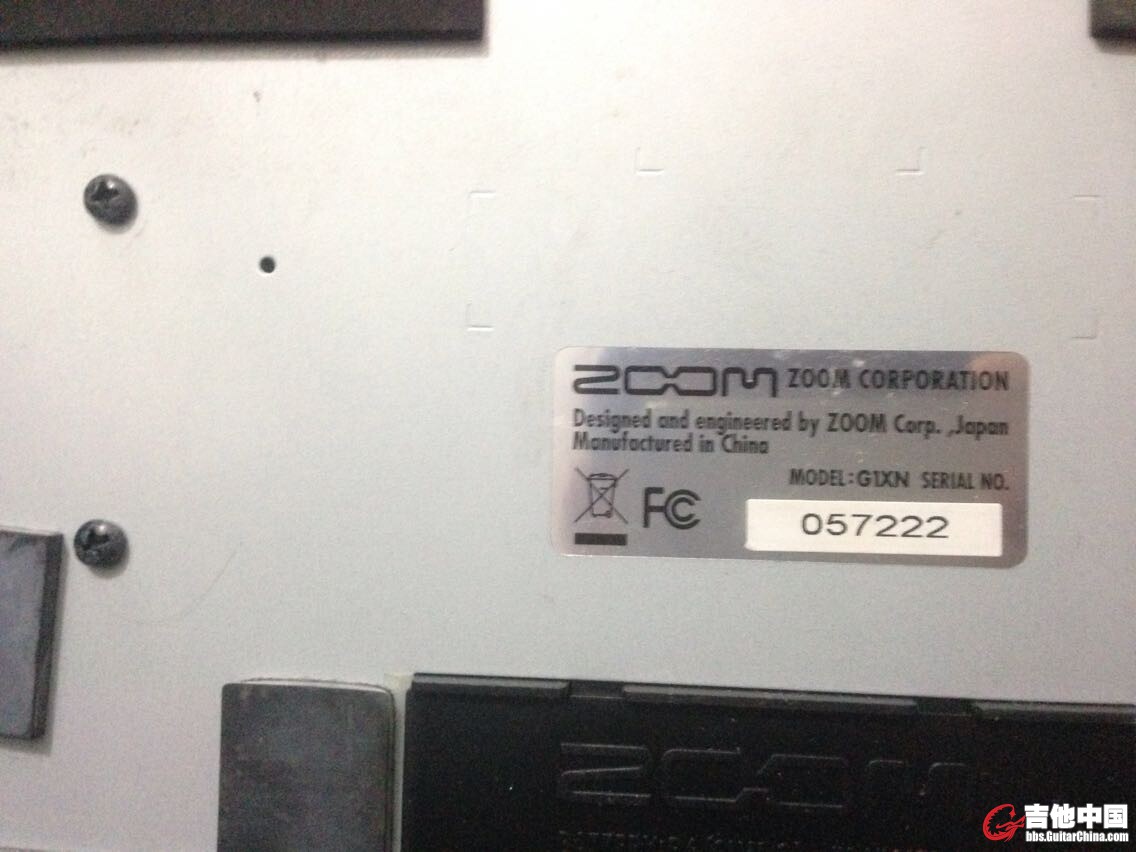 ZOOM ZOOM CORPORATION
Designed and engineered by ZOOM Corp. ,Japan
Manufactured in China
MODEL:G1XN SERIAL NO.
FC
057222
ZOOM
吉他中国
bbs.GuitarChina.com